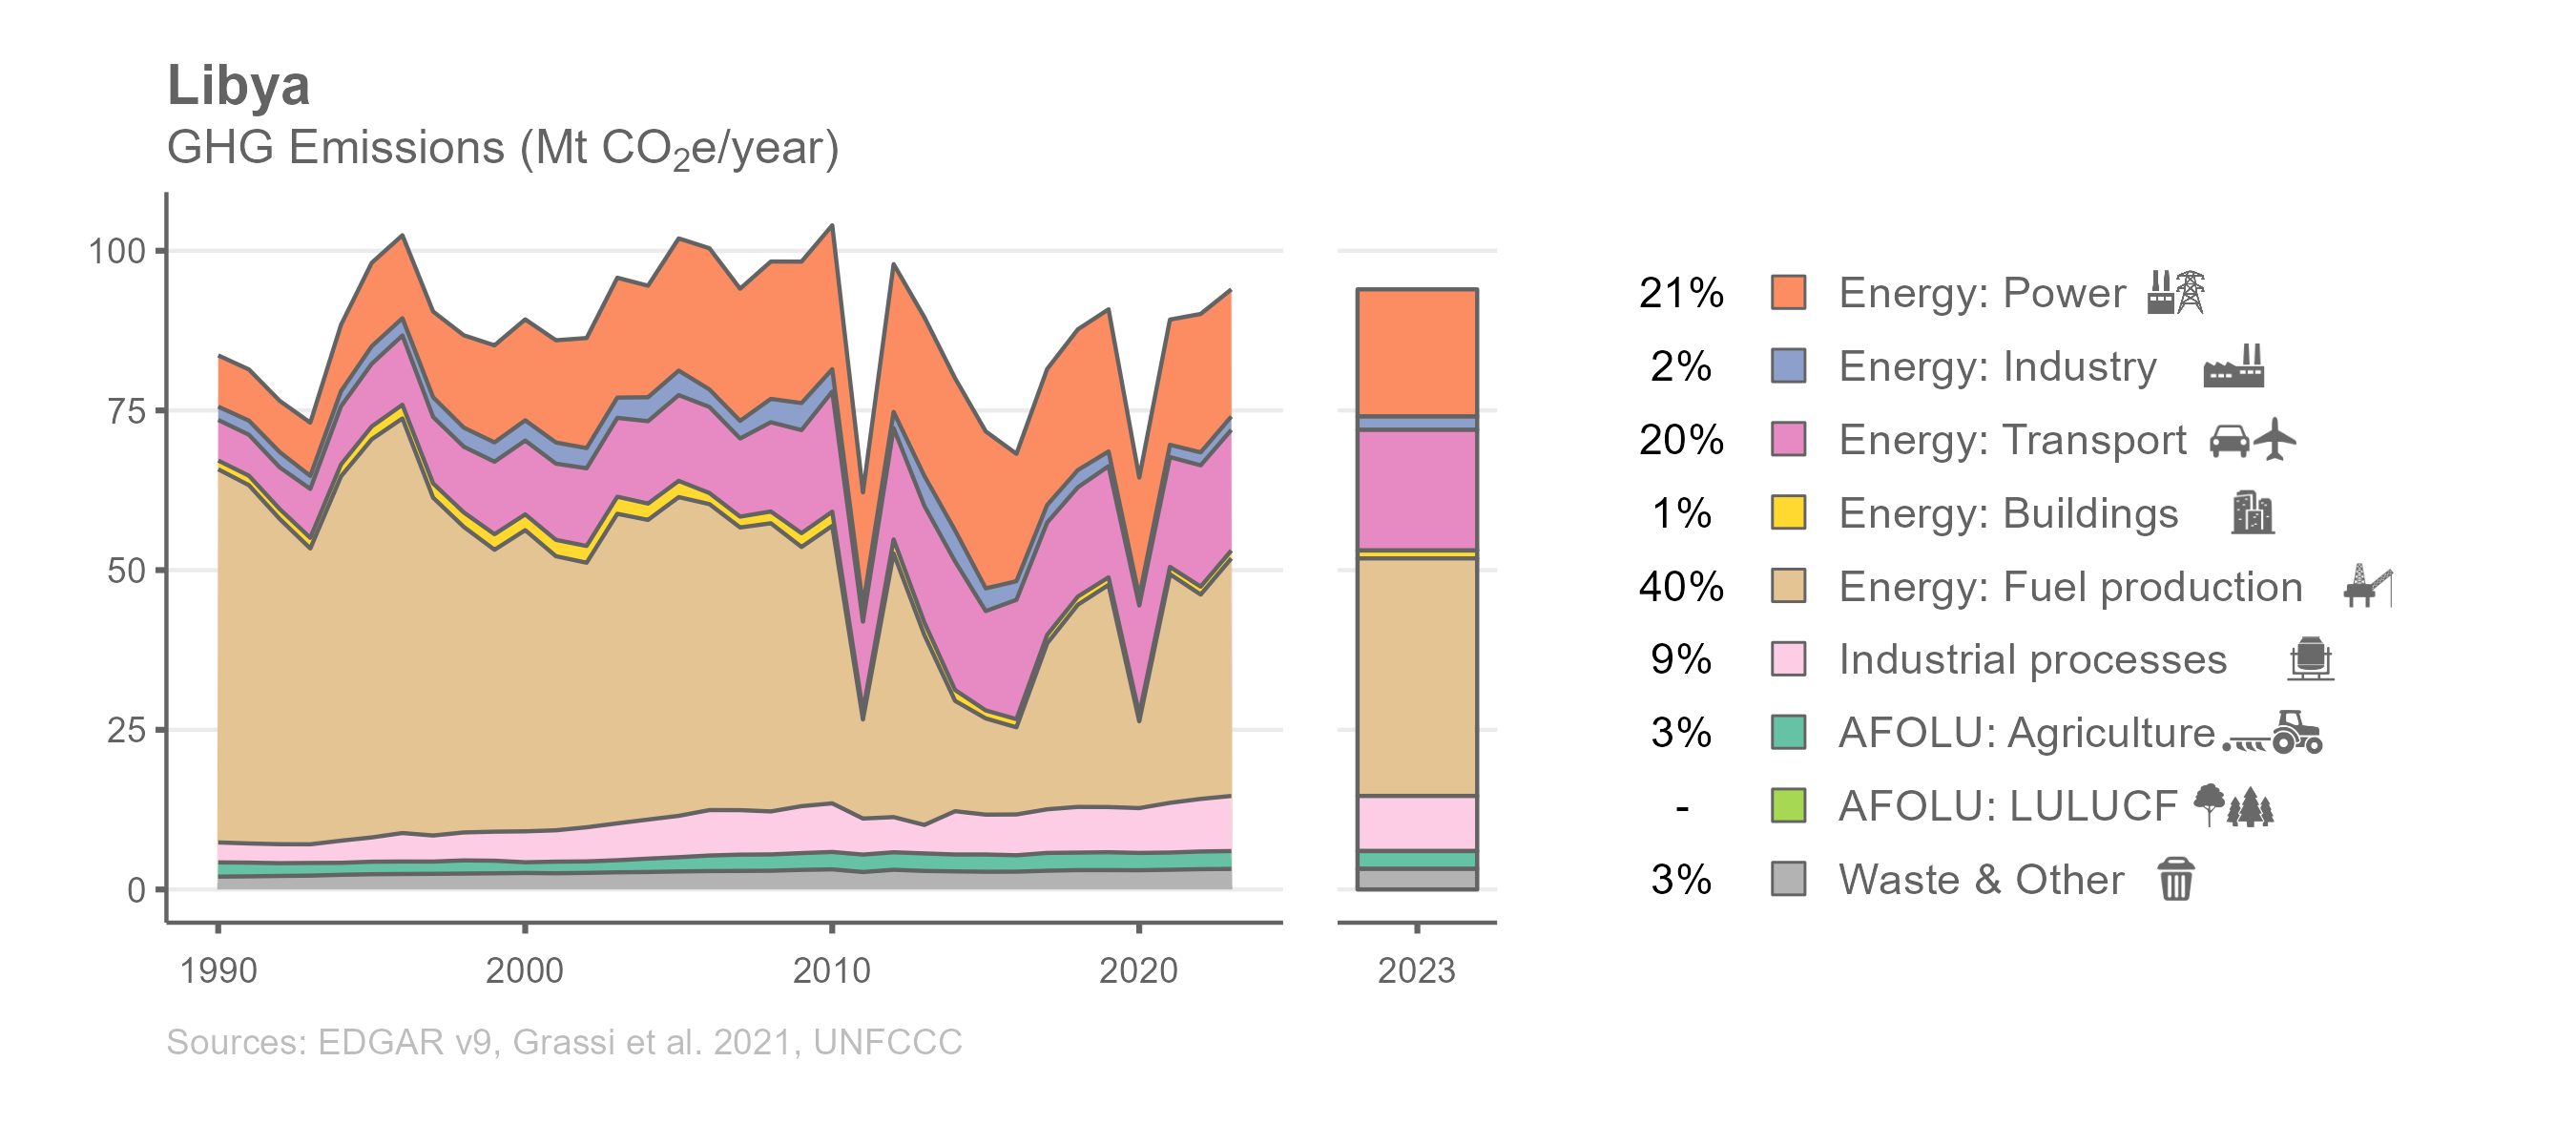 Libya
GHG Emissions (Mt CO₂e/year)
100
75
50
25
0
1990 2000 2010 2020 2023
21% Energy: Power
2% Energy: Industry
20% Energy: Transport
1% Energy: Buildings
40% Energy: Fuel production
9% Industrial processes
3% AFOLU: Agriculture
- AFOLU: LULUCF
3% Waste & Other
Sources: EDGAR v9, Grassi et al. 2021, UNFCCC